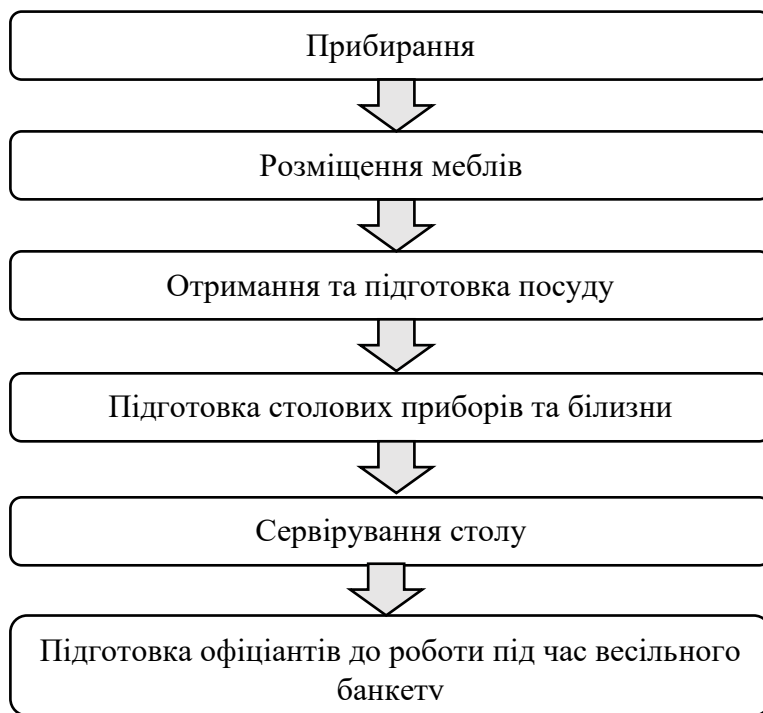 Прибирання
Розміщення меблів
Отримання та підготовка посуду
Підготовка столових приборів та білизни
Сервірування столу
Підготовка офіціантів до роботи під час весільного
банкету